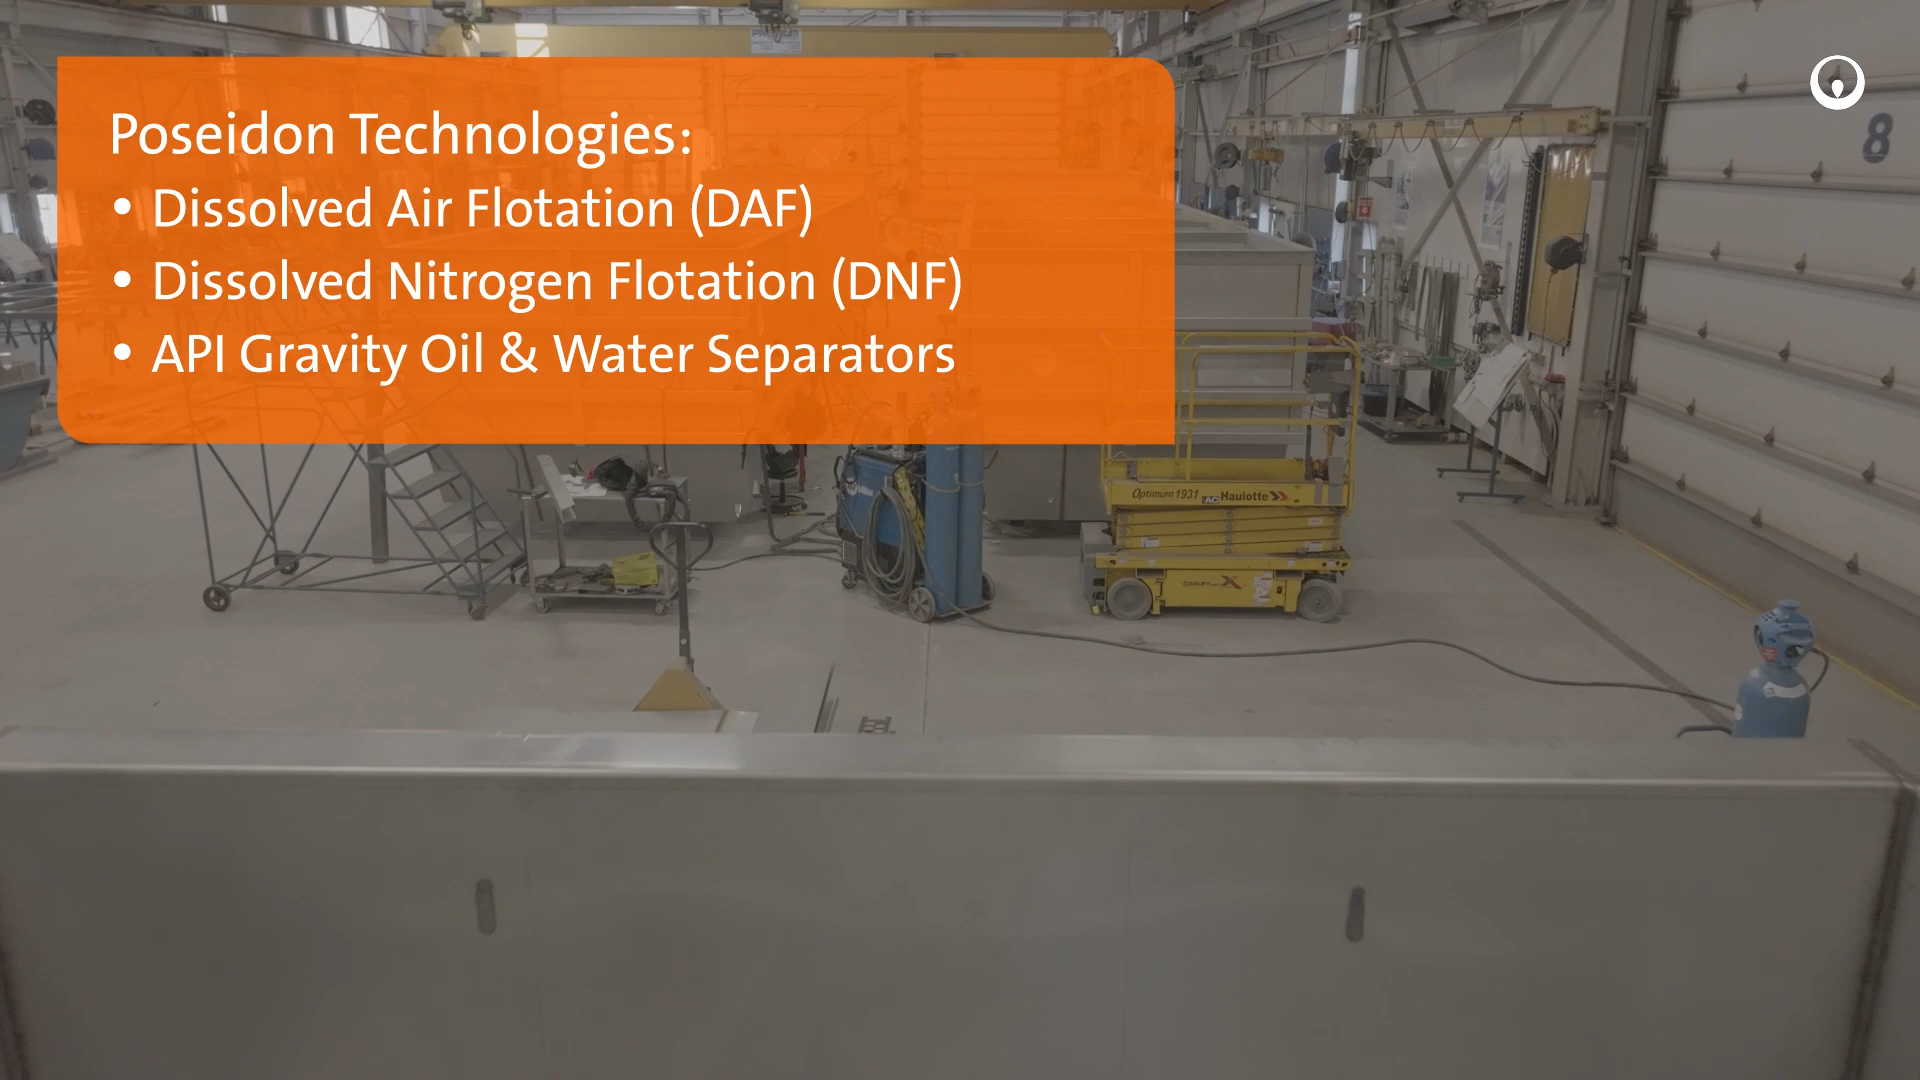 Poseidon Technologies:
• Dissolved Air Flotation (DAF)
• Dissolved Nitrogen Flotation (DNF)
• API Gravity Oil & Water Separators
8
Optimum 1931
Haulotte